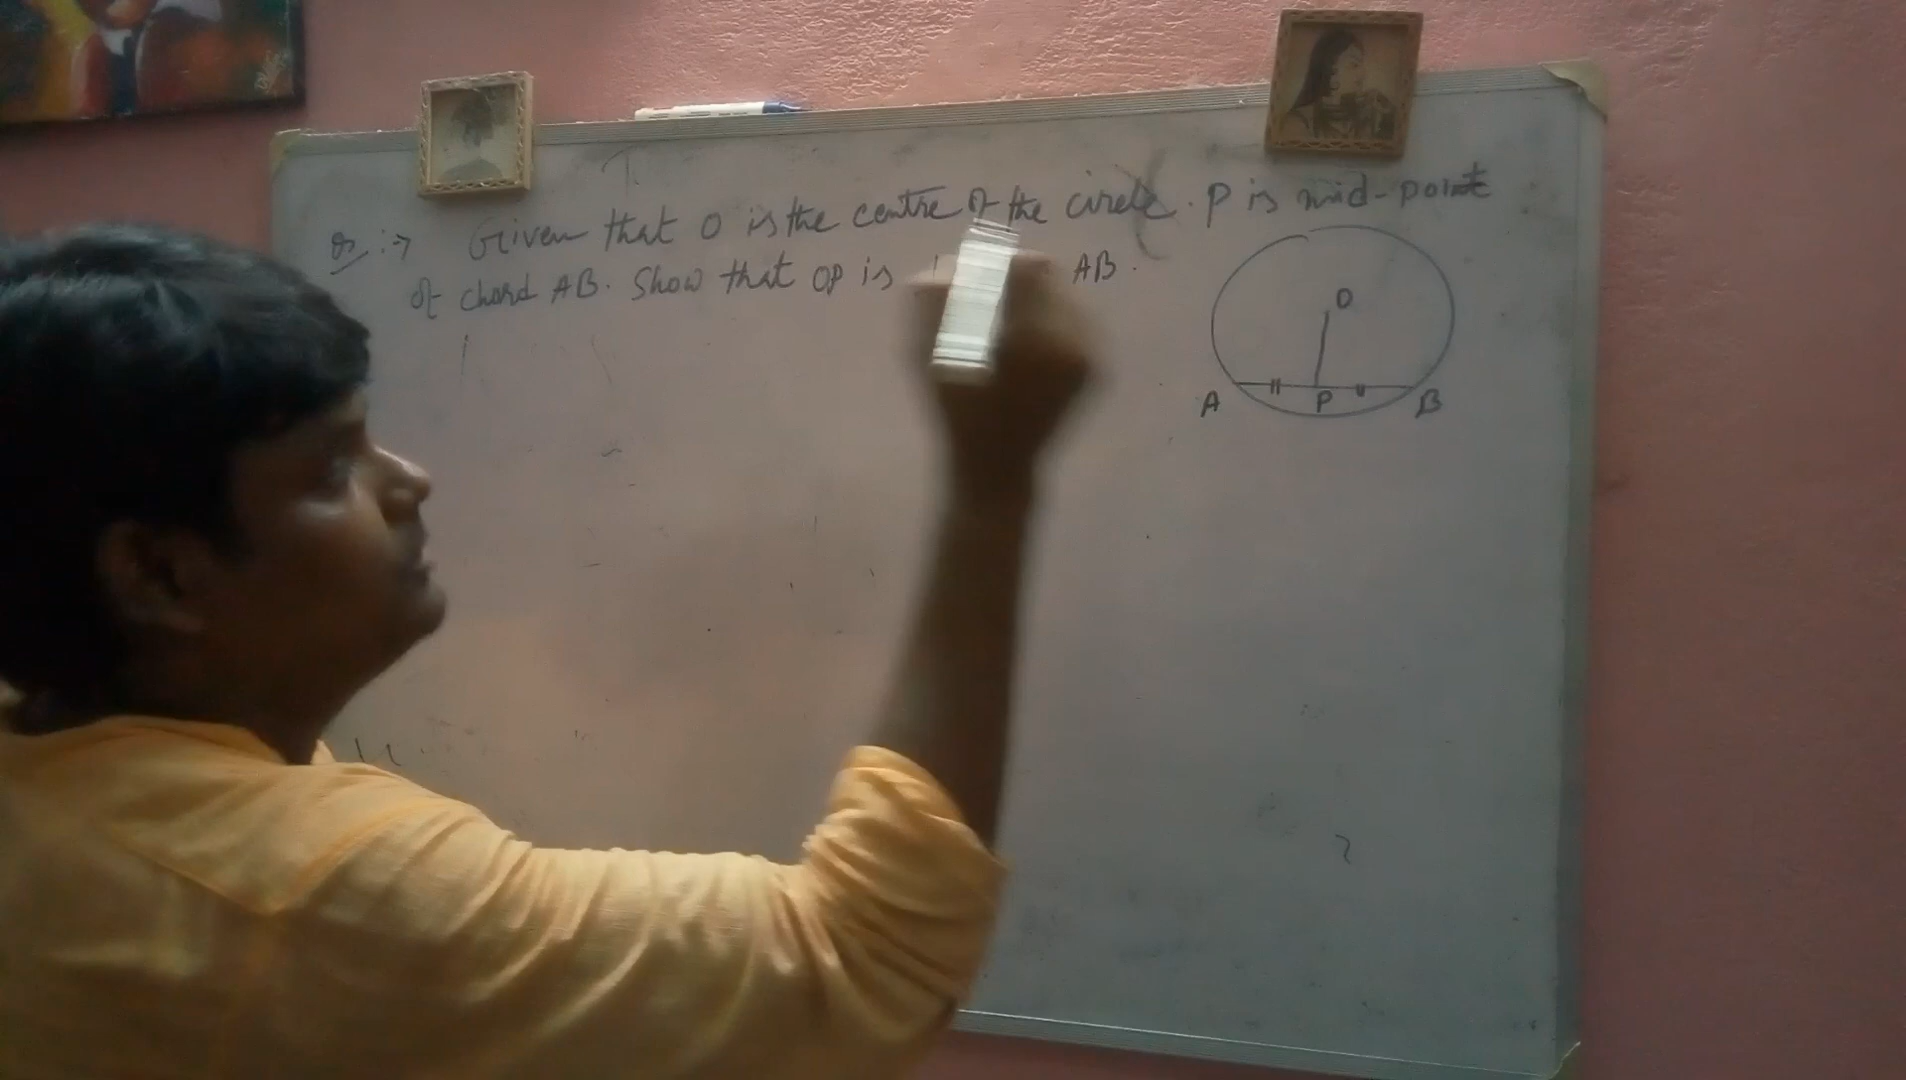 Qs :→ Given that O is the centre of the circle. P is mid-point
of chord AB. Show that OP is AB.
O
A P B